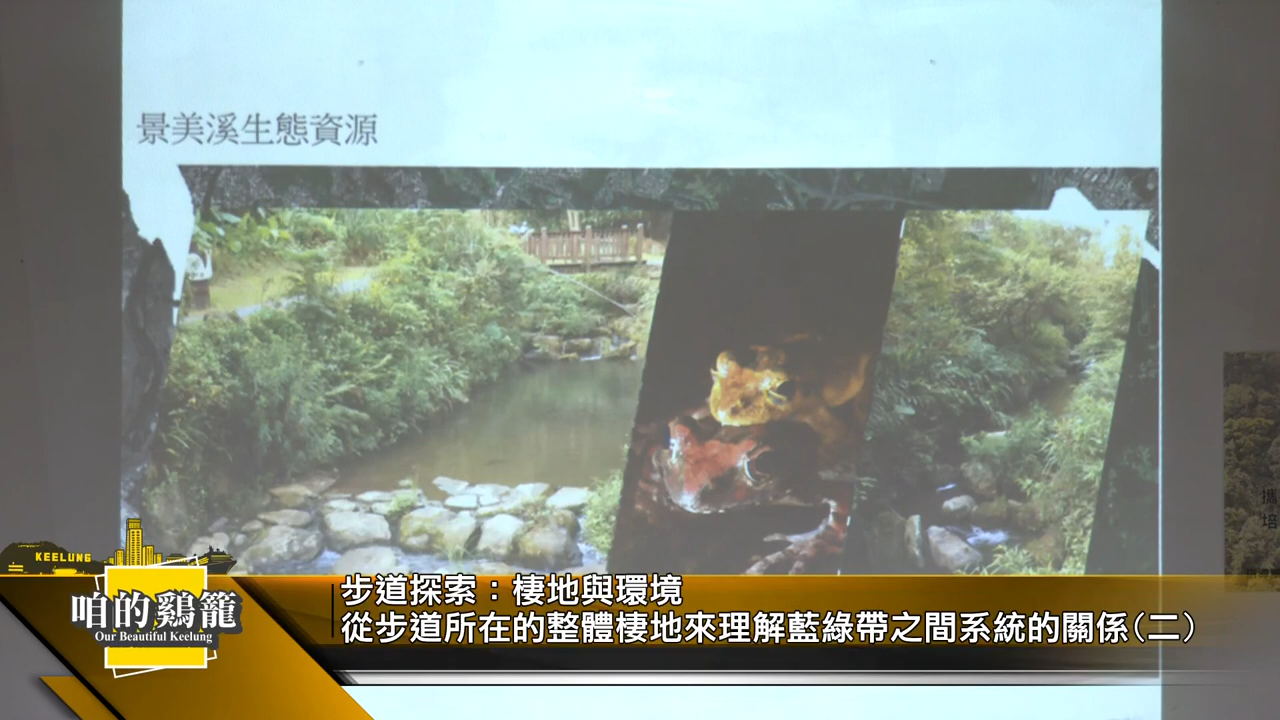 景美溪生態資源
攜
培
KEELUNG
咱的鷄籠
Our Beautiful Keelung
步道探索：棲地與環境
從步道所在的整體棲地來理解藍綠帶之間系統的關係(二)